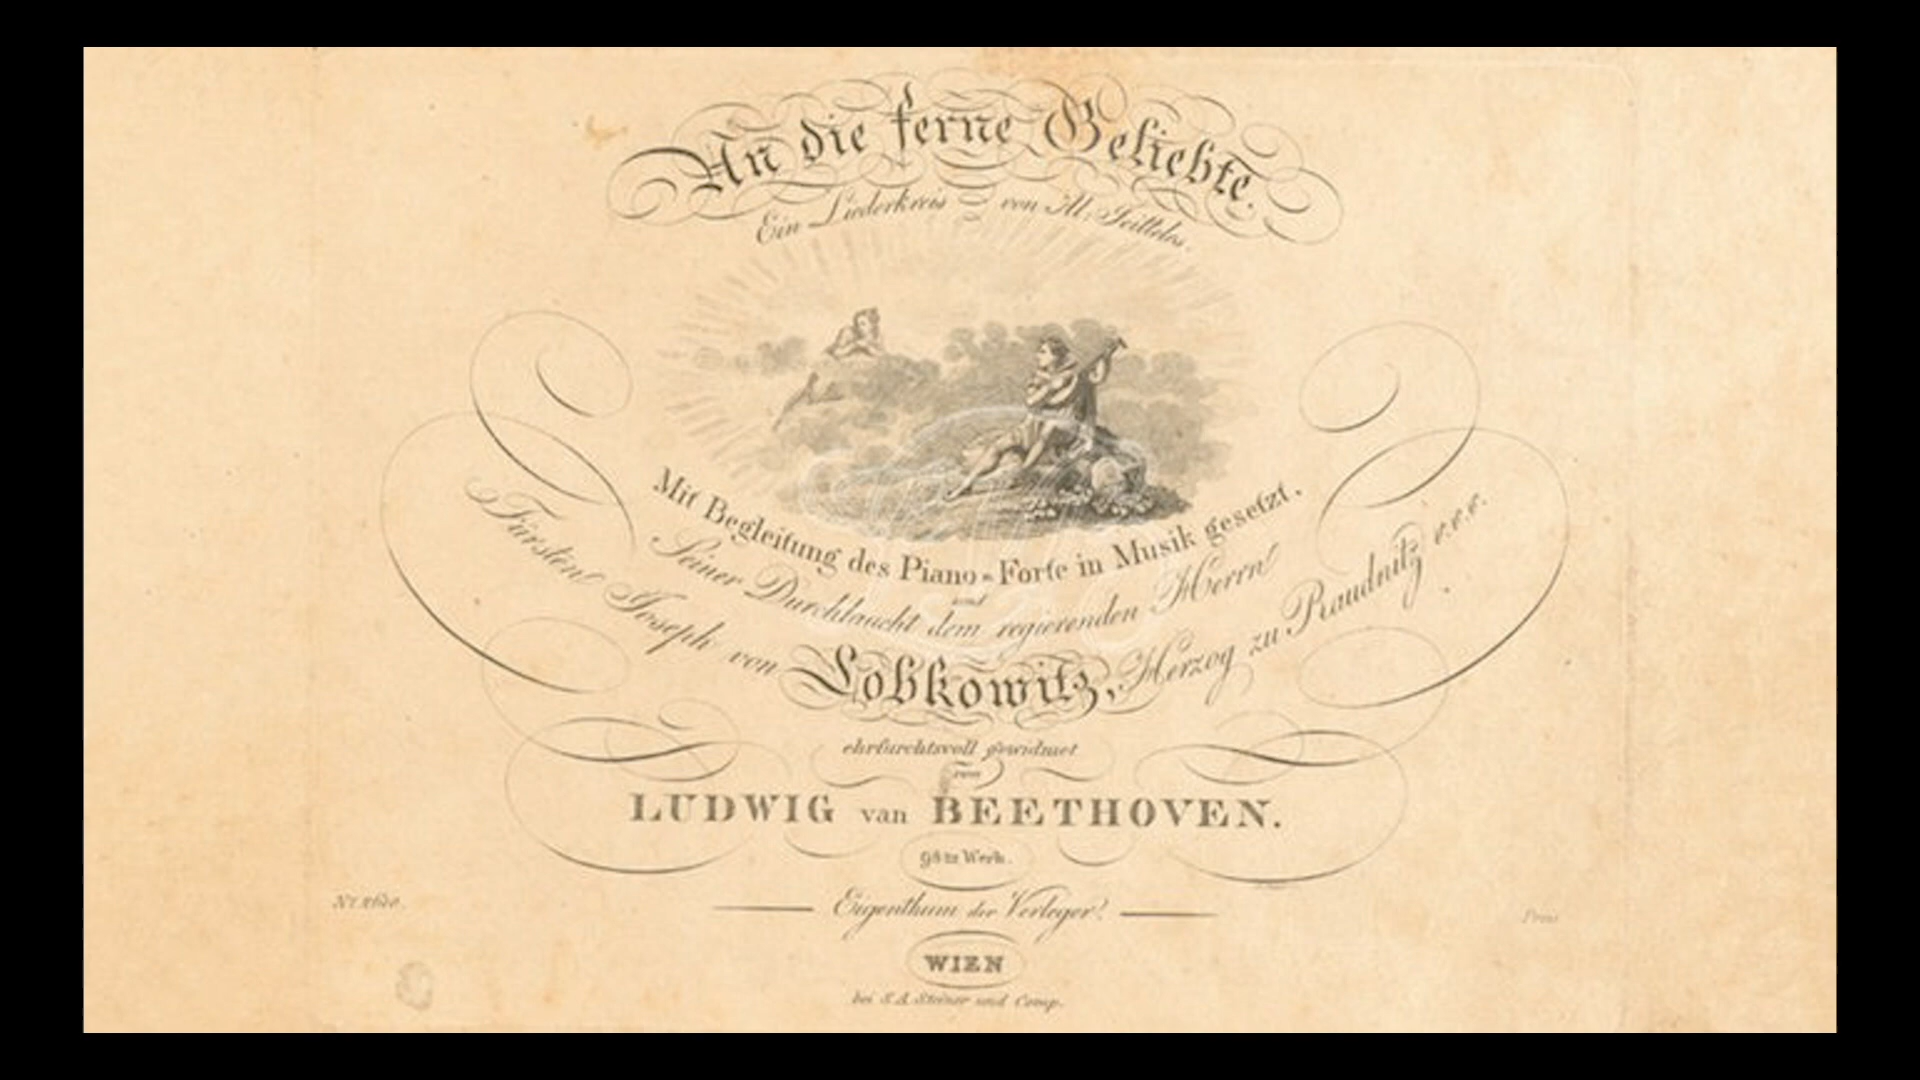 An die ferne Geliebte.
Ein Liederkreis von Al. Jeitteles.
Mit Begleitung des Piano-Forte in Musik gesetzt.
und
Seiner Durchlaucht dem regierenden Herrn
Fürsten Joseph von Lobkowitz, Herzog zu Raudnitz &.&.&.
ehrfurchtsvoll gewidmet
von
LUDWIG van BEETHOVEN.
98tes Werk.
Eigenthum der Verleger.
WIEN
bei S. A. Steiner und Comp.
Preis